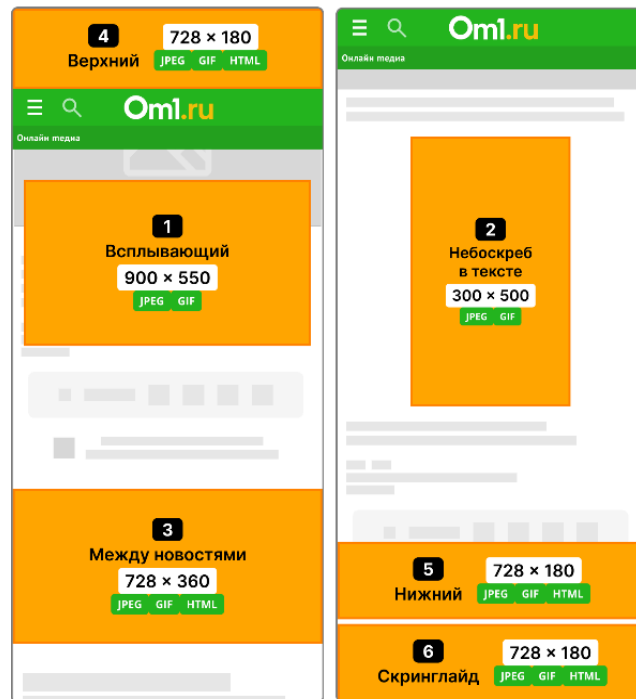 4
728 × 180
Верхний
JPEG GIF HTML
Om1.ru
Онлайн медиа
1
Всплывающий
900 × 550
JPEG GIF
3
Между новостями
728 × 360
JPEG GIF HTML
Om1.ru
Онлайн медиа
2
Небоскреб
в тексте
300 × 500
JPEG GIF
5
728 × 180
Нижний
JPEG GIF HTML
6
728 × 180
Скринглайд
JPEG GIF HTML